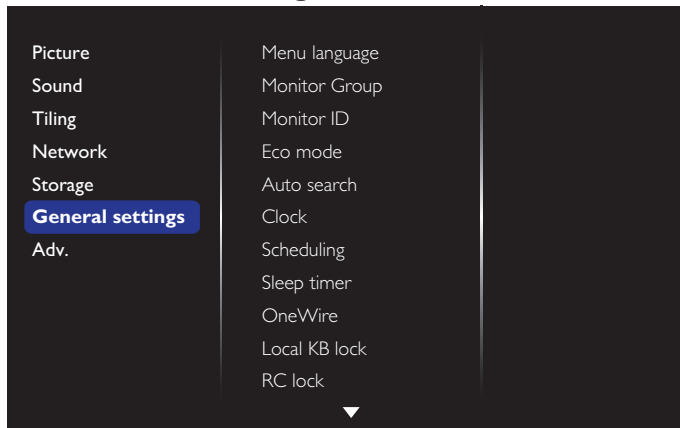 Picture
Sound
Tiling
Network
Storage
General settings
Adv.
Menu language
Monitor Group
Monitor ID
Eco mode
Auto search
Clock
Scheduling
Sleep timer
OneWire
Local KB lock
RC lock